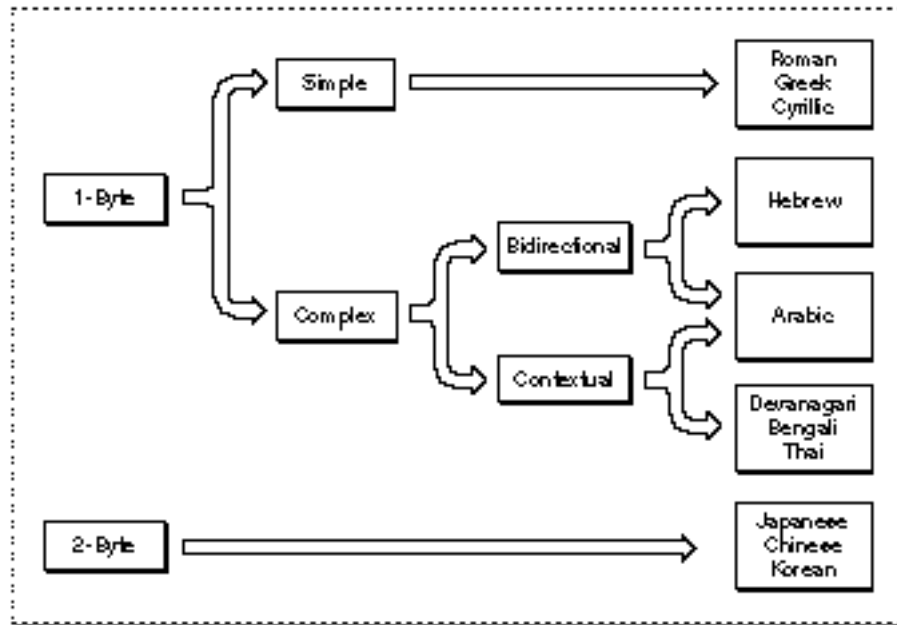 Simple
Roman
Greek
Cyrillic
1-Byte
Hebrew
Bidirectional
Complex
Arabic
Contextual
Devanagari
Bengali
Thai
2-Byte
Japanese
Chinese
Korean